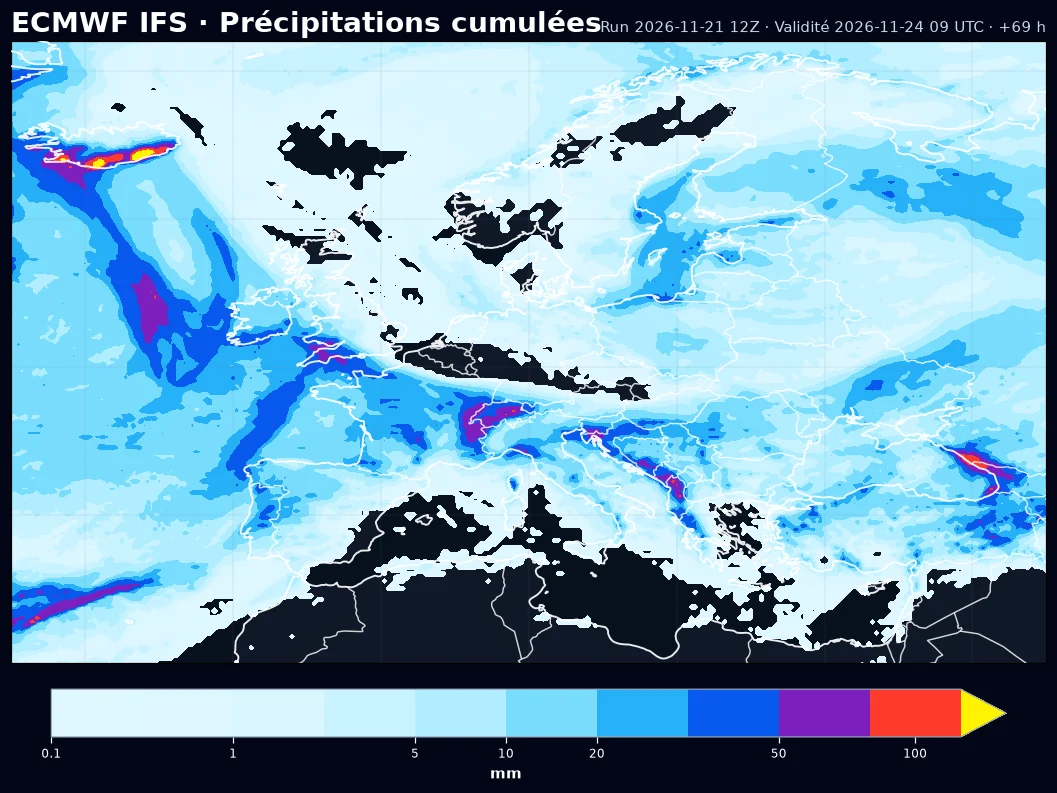 ECMWF IFS · Précipitations cumulées
Run 2026-11-21 12Z · Validité 2026-11-24 09 UTC · +69 h
0.1 1 5 10 20 50 100
mm